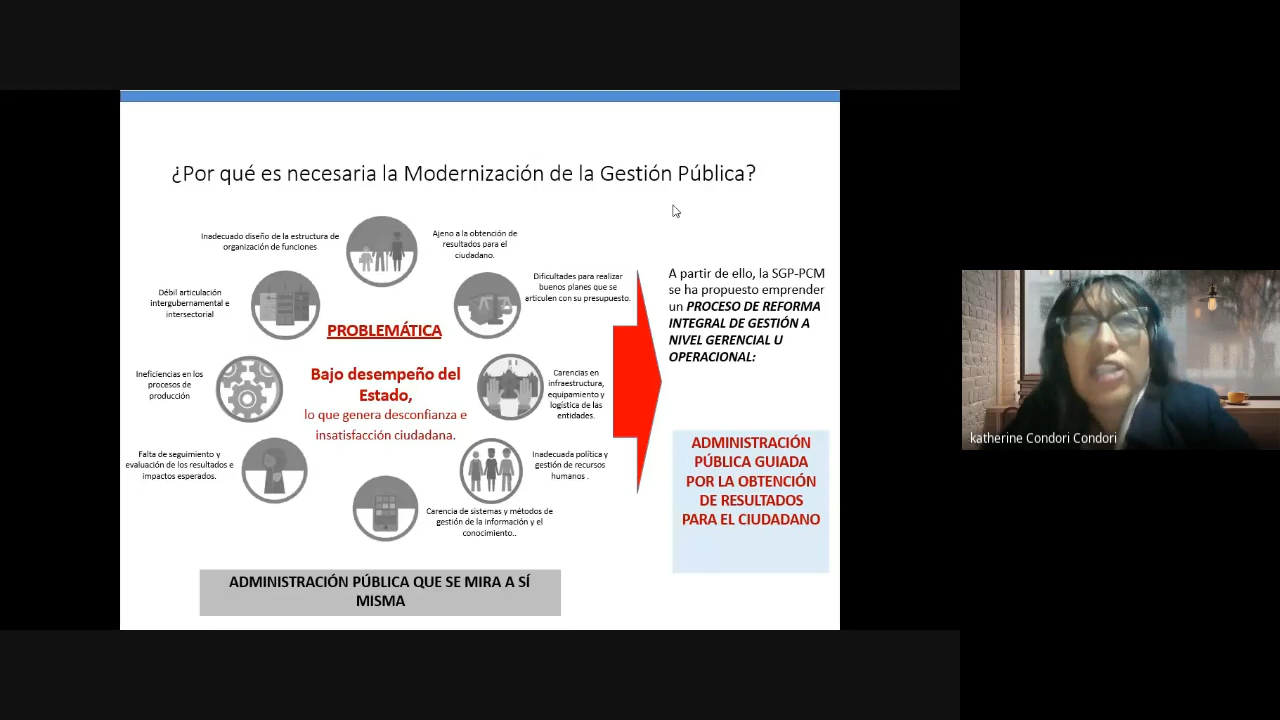 ¿Por qué es necesaria la Modernización de la Gestión Pública?
Inadecuado diseño de la estructura de
organización de funciones
Ajeno a la obtención de
resultados para el
ciudadano.
Débil articulación
intergubernamental e
intersectorial
Dificultades para realizar
buenos planes que se
articulen con su presupuesto.
PROBLEMÁTICA
Bajo desempeño del
Estado,
lo que genera desconfianza e
insatisfacción ciudadana.
Ineficiencias en los
procesos de
producción
Carencias en
infraestructura,
equipamiento y
logística de las
entidades.
Falta de seguimiento y
evaluación de los resultados e
impactos esperados.
Inadecuada política y
gestión de recursos
humanos .
Carencia de sistemas y métodos de
gestión de la información y el
conocimiento..
ADMINISTRACIÓN PÚBLICA QUE SE MIRA A SÍ
MISMA
A partir de ello, la SGP-PCM
se ha propuesto emprender
un PROCESO DE REFORMA
INTEGRAL DE GESTIÓN A
NIVEL GERENCIAL U
OPERACIONAL:
ADMINISTRACIÓN
PÚBLICA GUIADA
POR LA OBTENCIÓN
DE RESULTADOS
PARA EL CIUDADANO
katherine Condori Condori